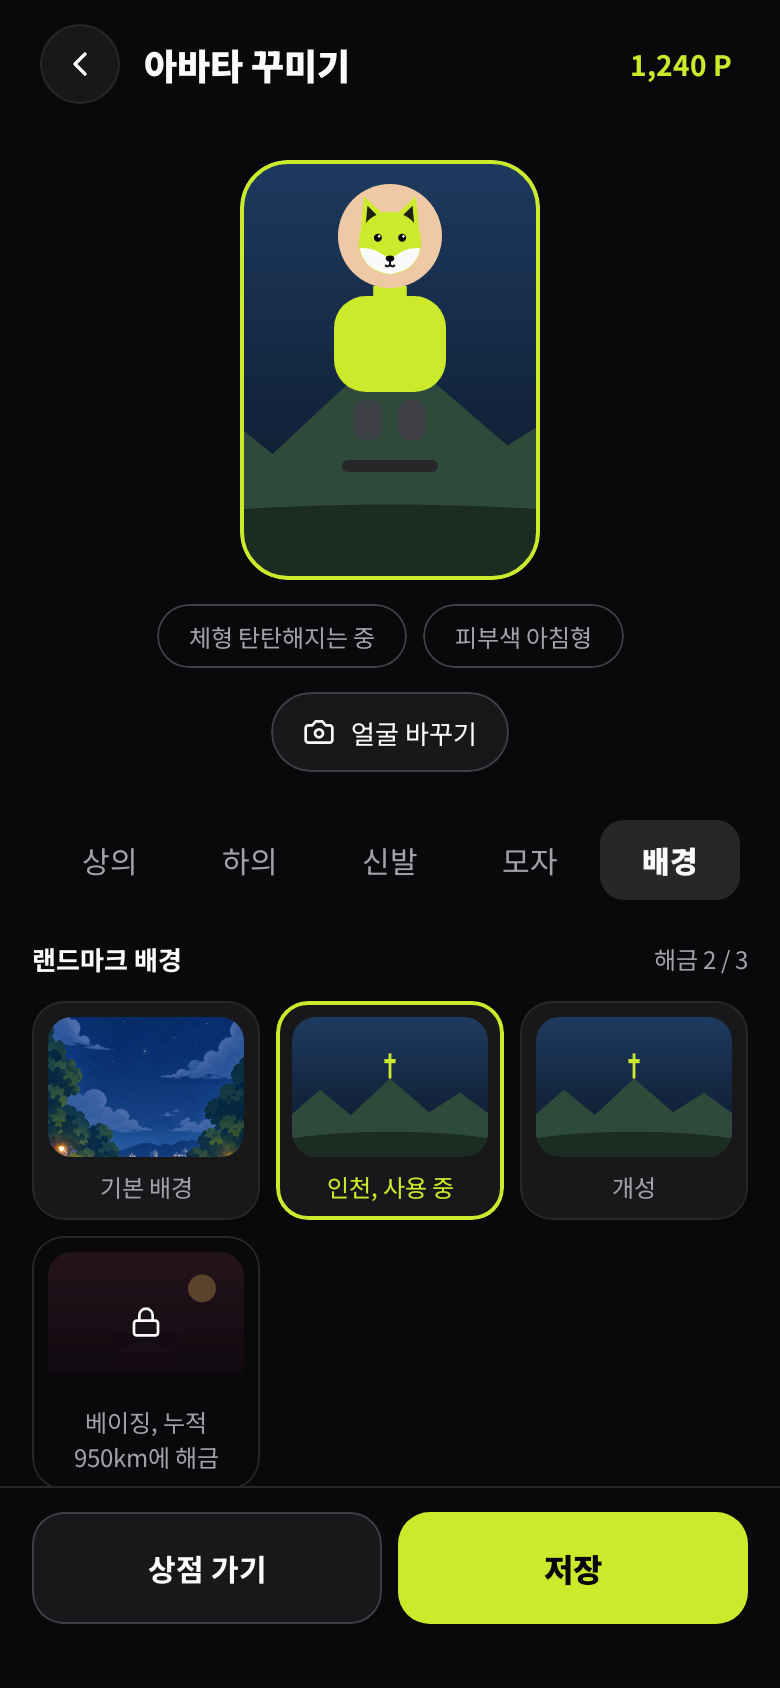 아바타 꾸미기
1,240 P
체형 탄탄해지는 중
피부색 아침형
얼굴 바꾸기
상의
하의
신발
모자
배경
랜드마크 배경
해금 2 / 3
기본 배경
인천, 사용 중
개성
베이징, 누적
950km에 해금
상점 가기
저장